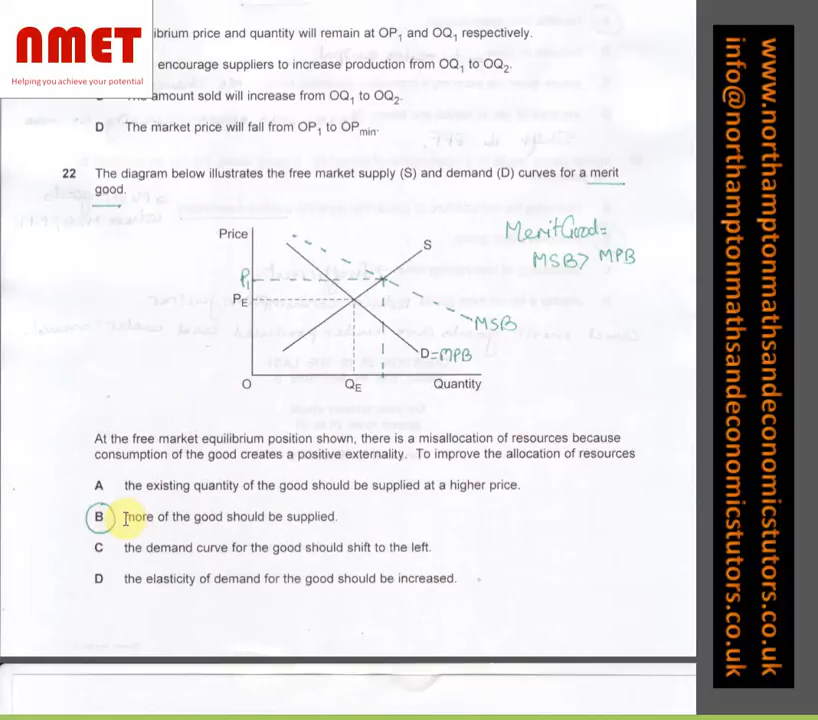 NMET
Helping you achieve your potential
ibrium price and quantity will remain at OP1 and OQ1 respectively.
encourage suppliers to increase production from OQ1 to OQ2.
amount sold will increase from OQ1 to OQ2.
D The market price will fall from OP1 to OPmin.
22 The diagram below illustrates the free market supply (S) and demand (D) curves for a merit
good.
Merit Good =
MSB > MPB
Price
S
P1
PE
MSB
D=MPB
O
QE
Quantity
At the free market equilibrium position shown, there is a misallocation of resources because
consumption of the good creates a positive externality. To improve the allocation of resources
A the existing quantity of the good should be supplied at a higher price.
B more of the good should be supplied.
C the demand curve for the good should shift to the left.
D the elasticity of demand for the good should be increased.
www.northamptonmathsandeconomicstutors.co.uk
info@northamptonmathsandeconomicstutors.co.uk